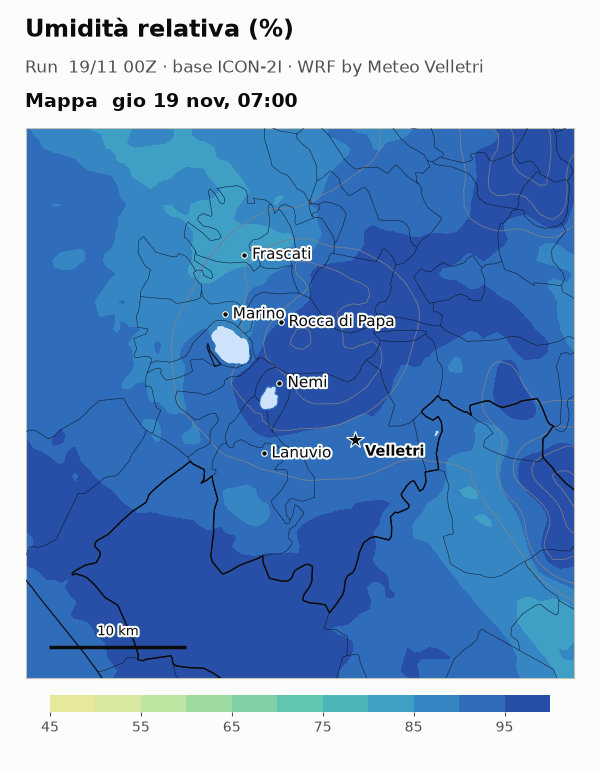 Umidità relativa (%)
Run  19/11 00Z · base ICON-2I · WRF by Meteo Velletri
Mappa  gio 19 nov, 07:00
Frascati
Marino
Rocca di Papa
Nemi
Velletri
Lanuvio
10 km
45 55 65 75 85 95